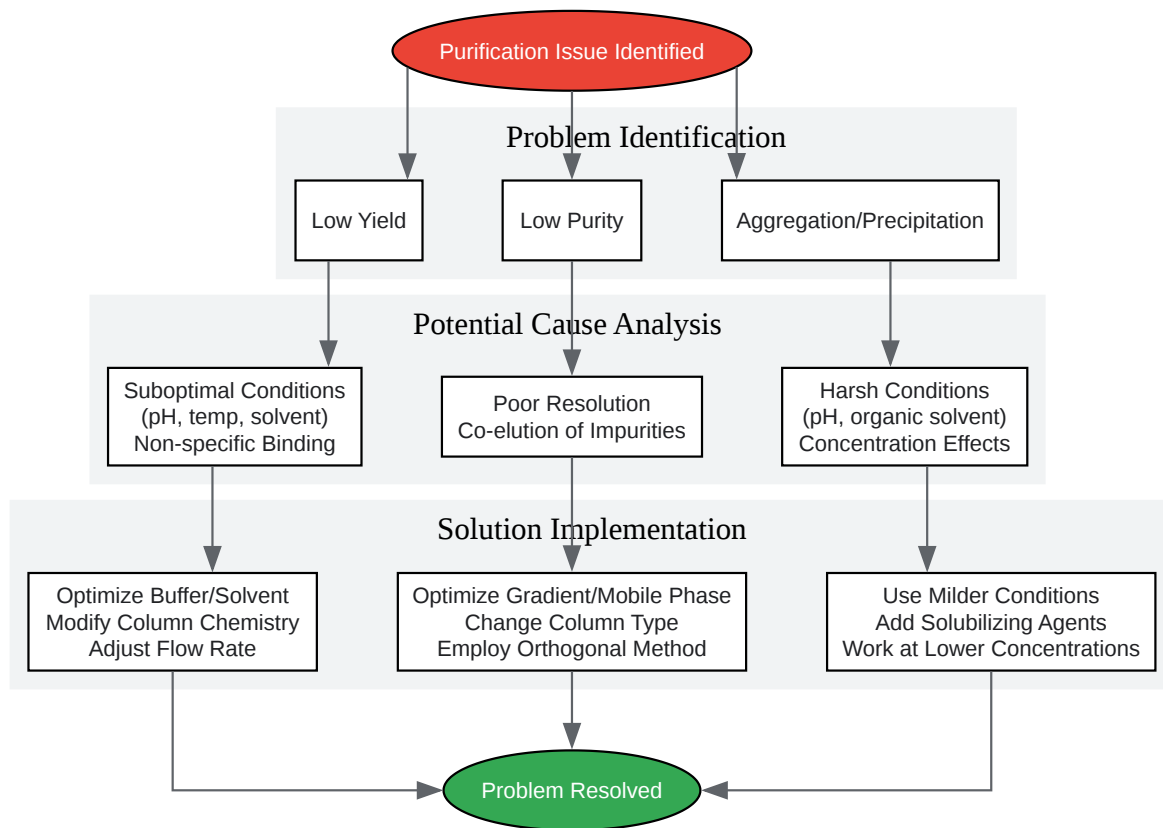 Purification Issue Identified
Problem Identification
Low Yield
Low Purity
Aggregation/Precipitation
Potential Cause Analysis
Suboptimal Conditions
(pH, temp, solvent)
Non-specific Binding
Poor Resolution
Co-elution of Impurities
Harsh Conditions
(pH, organic solvent)
Concentration Effects
Solution Implementation
Optimize Buffer/Solvent
Modify Column Chemistry
Adjust Flow Rate
Optimize Gradient/Mobile Phase
Change Column Type
Employ Orthogonal Method
Use Milder Conditions
Add Solubilizing Agents
Work at Lower Concentrations
Problem Resolved